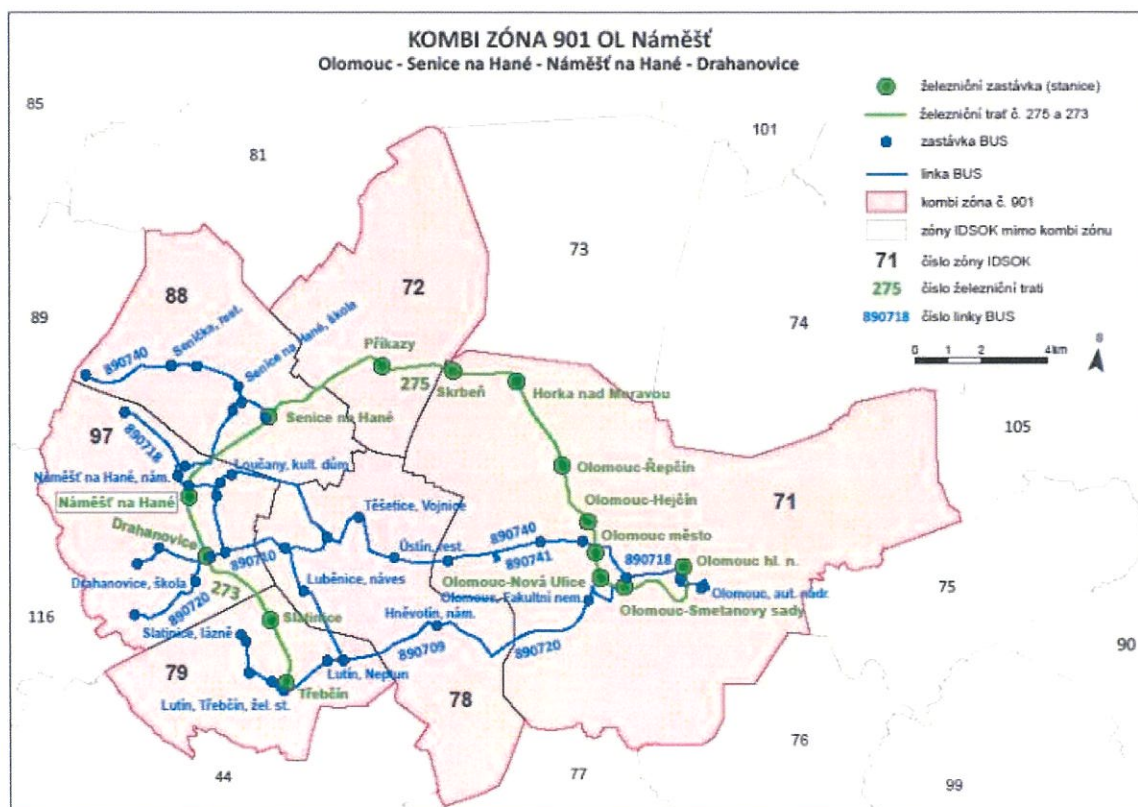 KOMBI ZÓNA 901 OL Náměšť
Olomouc - Senice na Hané - Náměšť na Hané - Drahanovice
železniční zastávka (stanice)
železniční trať č. 275 a 273
zastávka BUS
linka BUS
kombi zóna č. 901
zóny IDSOK mimo kombi zónu
71 číslo zóny IDSOK
275 číslo železniční trati
890718 číslo linky BUS
0 1 2 4 km
S
85
81
101
73
72
88
89
74
Senička, rest.
Senice na Hané, škola
890740
Příkazy
275
Skrbeň
Horka nad Moravou
Senice na Hané
105
97
890718
Olomouc-Řepčín
Loučany, kult. dům
Náměšť na Hané, nám.
Náměšť na Hané
Těšetice, Vojnice
Olomouc-Hejčín
71
Drahanovice
890740
Olomouc město
890710
Ústín, rest.
890741
890718
Olomouc hl. n.
Drahanovice, škola
Luběnice, náves
Olomouc-Nová Ulice
Olomouc, aut. nádr.
75
273
890720
Olomouc, Fakultní nem.
Olomouc-Smetanovy sady
116
Slatinice
Hněvotín, nám.
Slatinice, lázně
890709
890720
90
79
Lutín, Neptun
Třebčín
78
Lutín, Třebčín, žel. st.
76
44
77
99